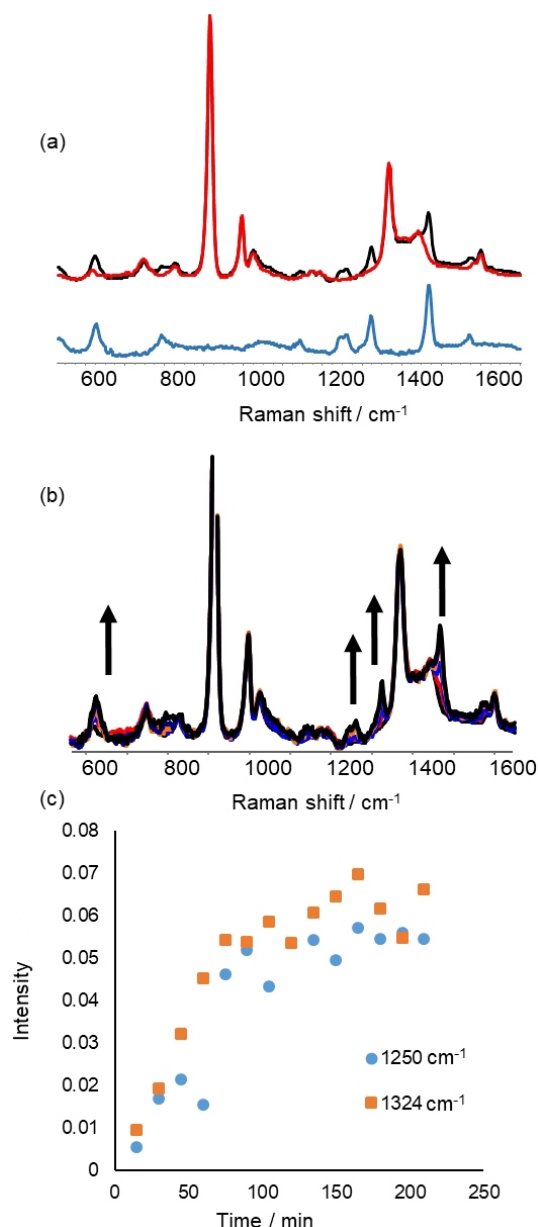 (a)
600 800 1000 1200 1400 1600
Raman shift / cm⁻¹
(b)
600 800 1000 1200 1400 1600
Raman shift / cm⁻¹
(c)
0.08
0.07
0.06
0.05
0.04
0.03
0.02
0.01
0
Intensity
1250 cm⁻¹
1324 cm⁻¹
0 50 100 150 200 250
Time / min